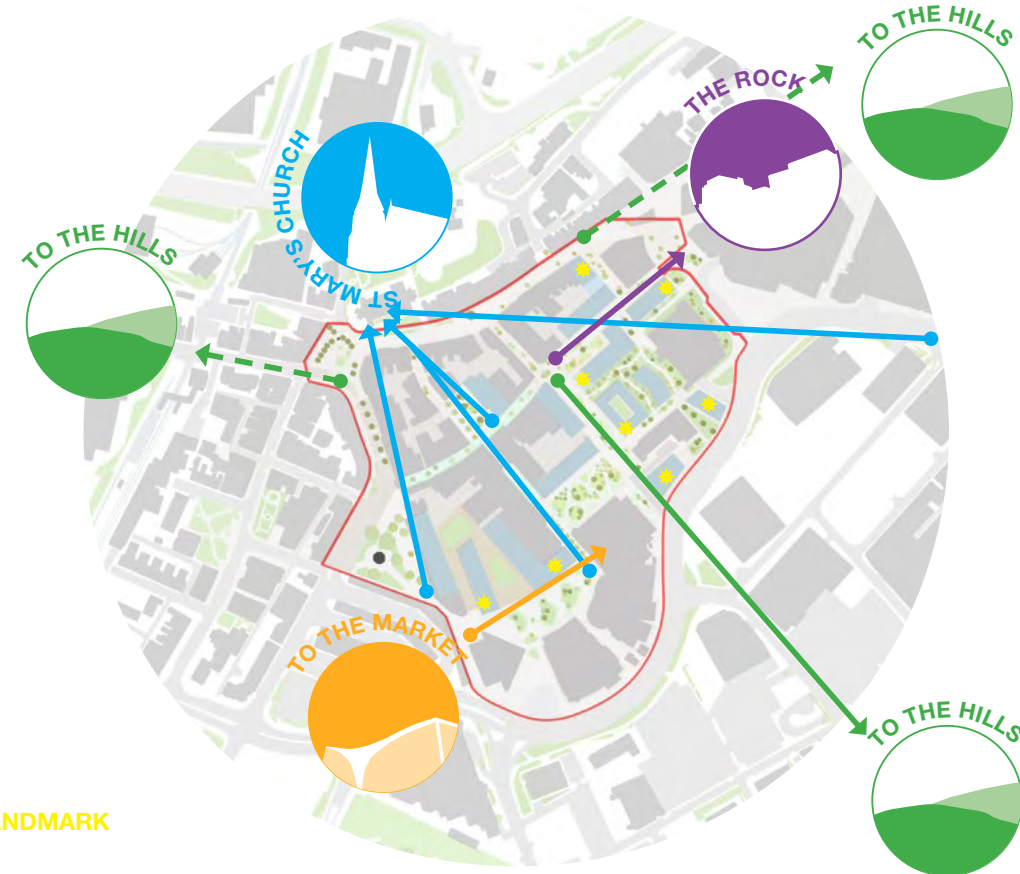 TO THE HILLS
THE ROCK
ST MARY'S CHURCH
TO THE HILLS
TO THE MARKET
TO THE HILLS
NDMARK